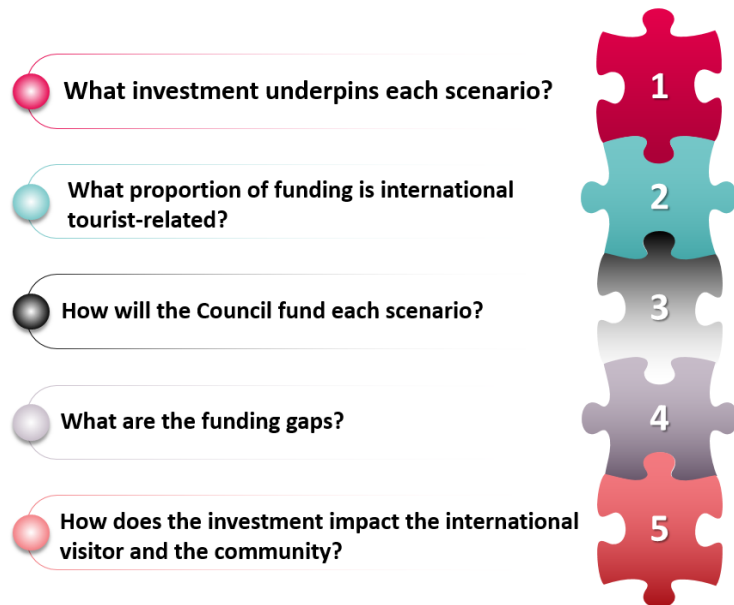 What investment underpins each scenario?
1
What proportion of funding is international
tourist-related?
2
How will the Council fund each scenario?
3
What are the funding gaps?
4
How does the investment impact the international
visitor and the community?
5